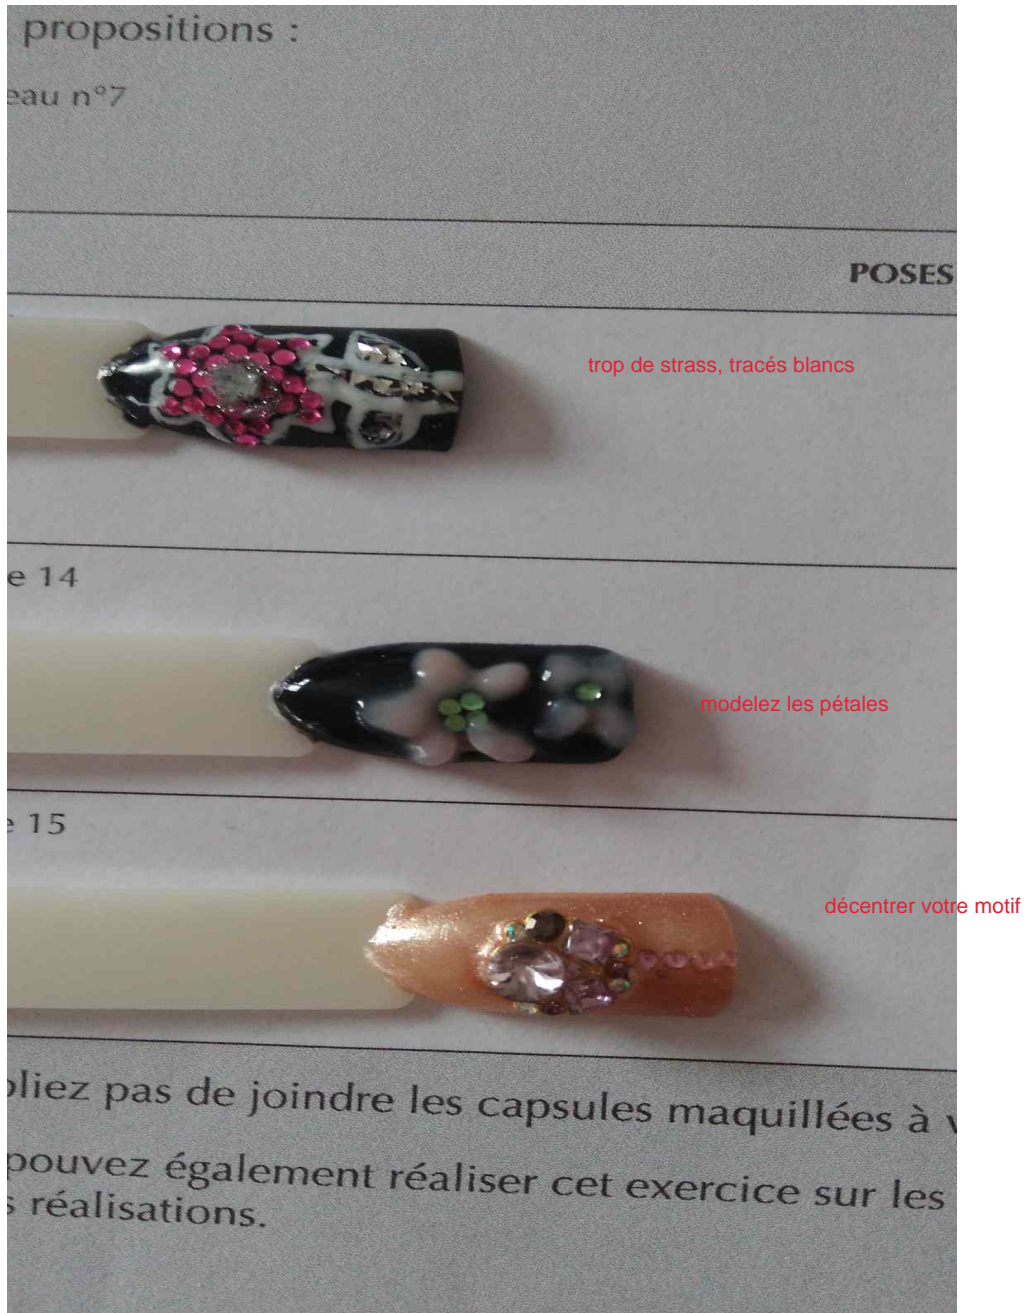 propositions :
eau n°7
POSES
trop de strass, tracés blancs
e 14
modelez les pétales
15
décentrer votre motif
bliez pas de joindre les capsules maquillées à v
pouvez également réaliser cet exercice sur les
s réalisations.